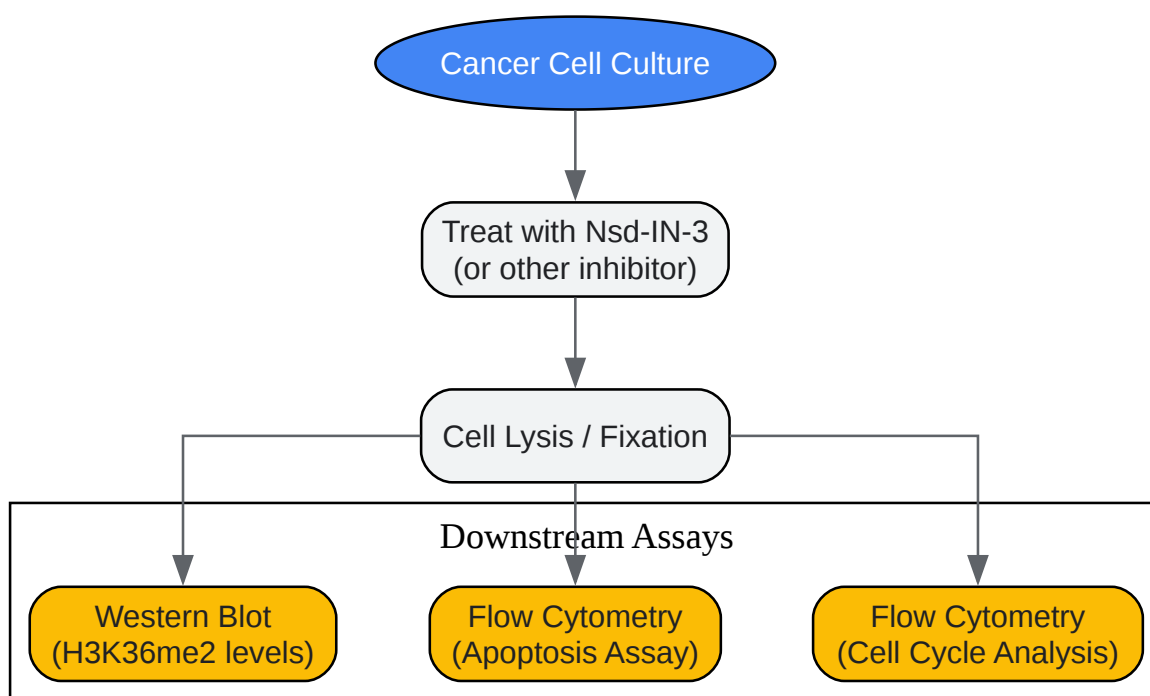 Cancer Cell Culture
Treat with Nsd-IN-3
(or other inhibitor)
Cell Lysis / Fixation
Downstream Assays
Western Blot
(H3K36me2 levels)
Flow Cytometry
(Apoptosis Assay)
Flow Cytometry
(Cell Cycle Analysis)